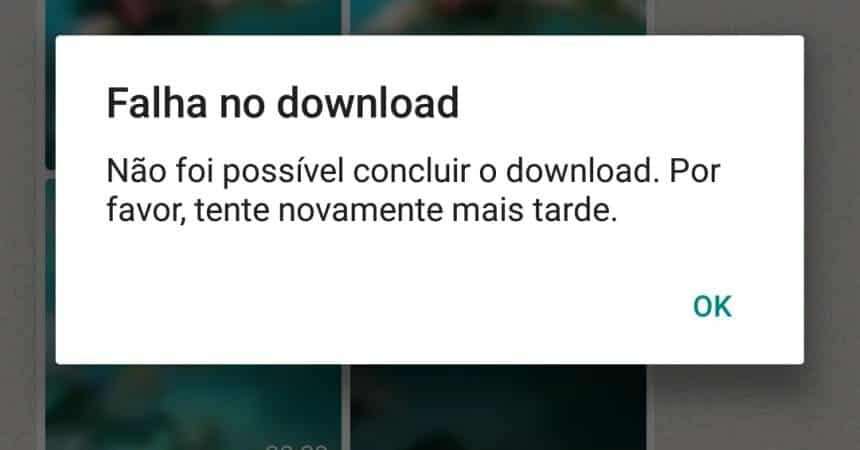 Falha no download
Não foi possível concluir o download. Por
favor, tente novamente mais tarde.
OK